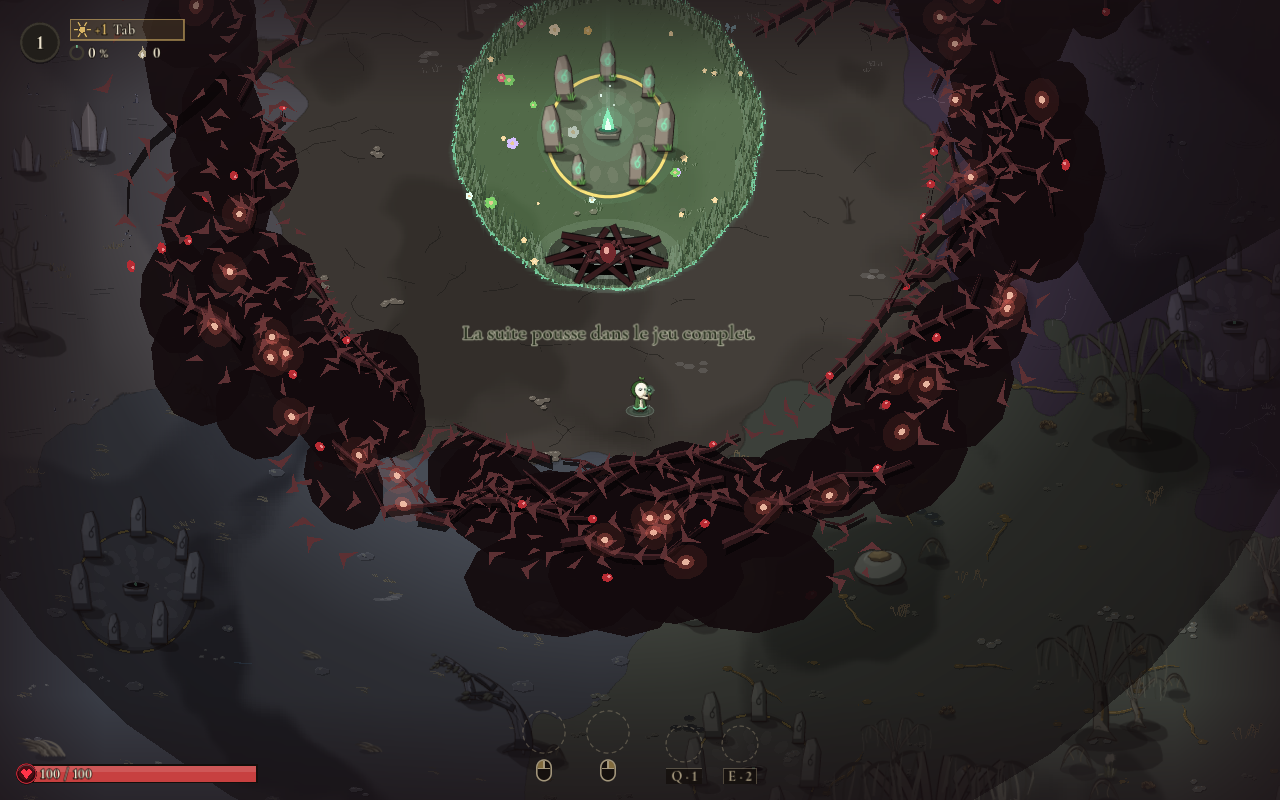 1
+1 Tab
0 %
0
La suite pousse dans le jeu complet.
Q - 1
E - 2
100 / 100